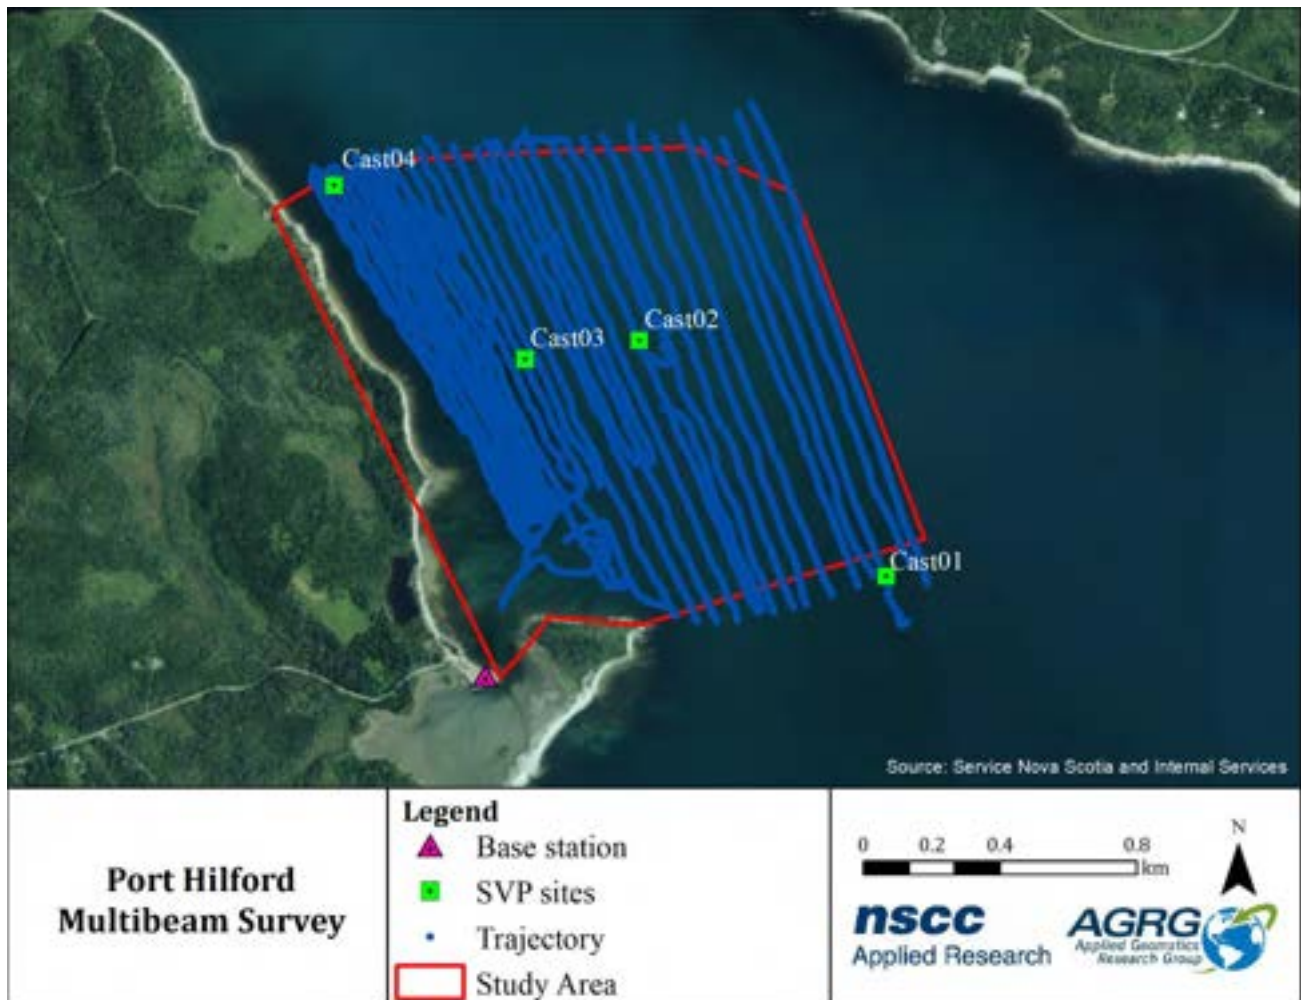 Cast04
Cast02
Cast03
Cast01
Source: Service Nova Scotia and Internal Services
Port Hilford
Multibeam Survey
Legend
Base station
SVP sites
Trajectory
Study Area
0 0.2 0.4 0.8
km
N
nscc
Applied Research
AGRG
Applied Geomatics
Research Group